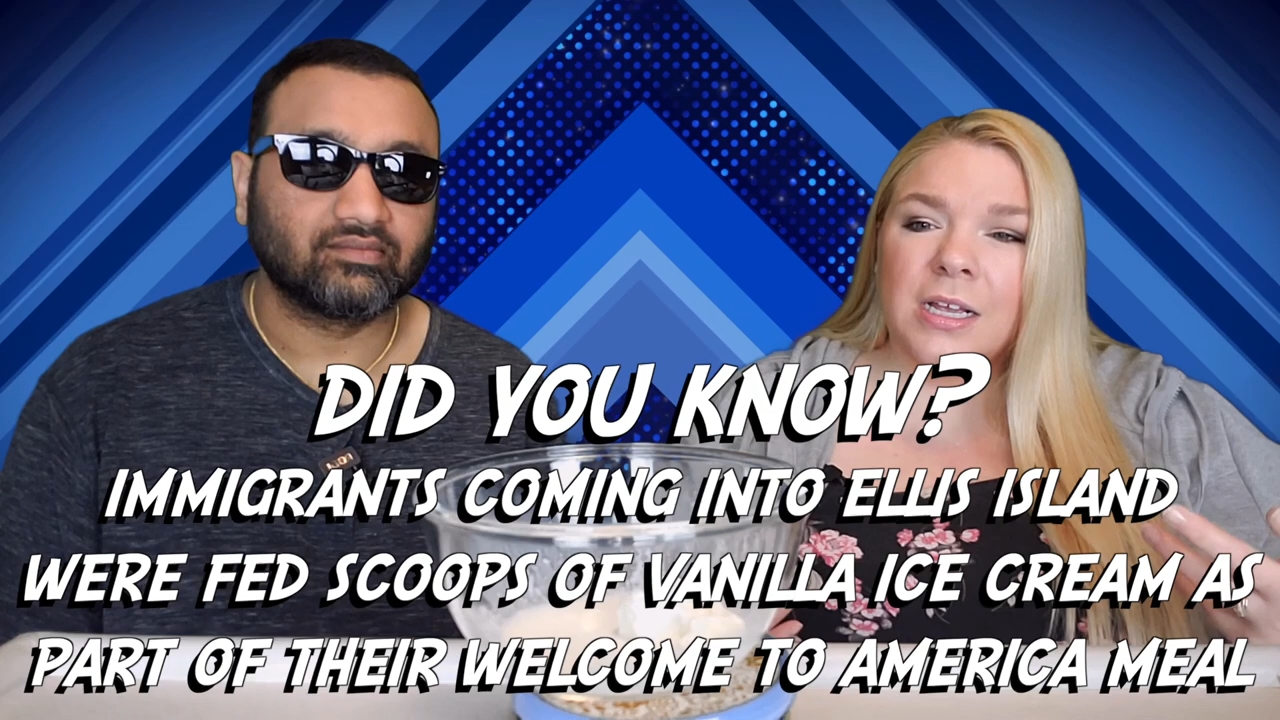 DID YOU KNOW?
IMMIGRANTS COMING INTO ELLIS ISLAND
WERE FED SCOOPS OF VANILLA ICE CREAM AS
PART OF THEIR WELCOME TO AMERICA MEAL